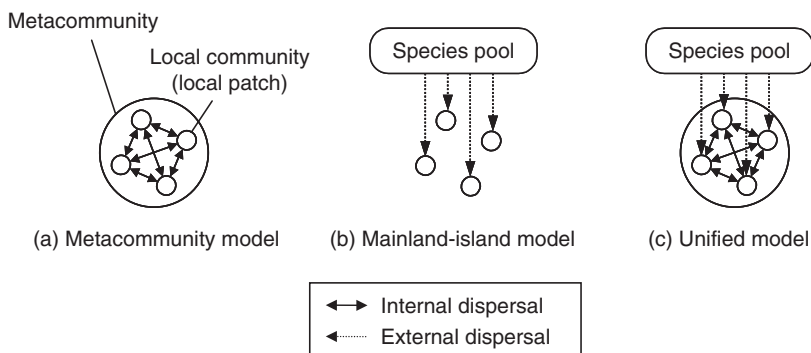 Metacommunity
Local community
(local patch)
Species pool
Species pool
(a) Metacommunity model
(b) Mainland-island model
(c) Unified model
Internal dispersal
External dispersal